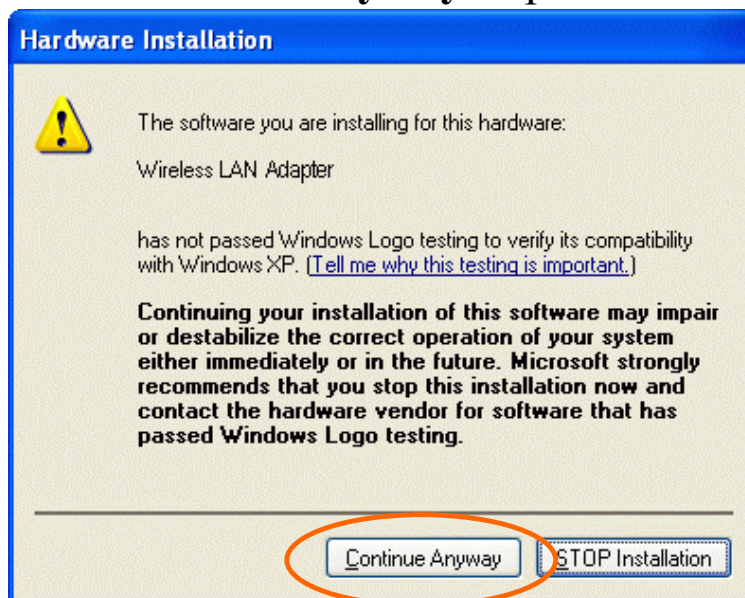 Hardware Installation
The software you are installing for this hardware:
Wireless LAN Adapter
has not passed Windows Logo testing to verify its compatibility
with Windows XP. (Tell me why this testing is important.)
Continuing your installation of this software may impair
or destabilize the correct operation of your system
either immediately or in the future. Microsoft strongly
recommends that you stop this installation now and
contact the hardware vendor for software that has
passed Windows Logo testing.
Continue Anyway STOP Installation